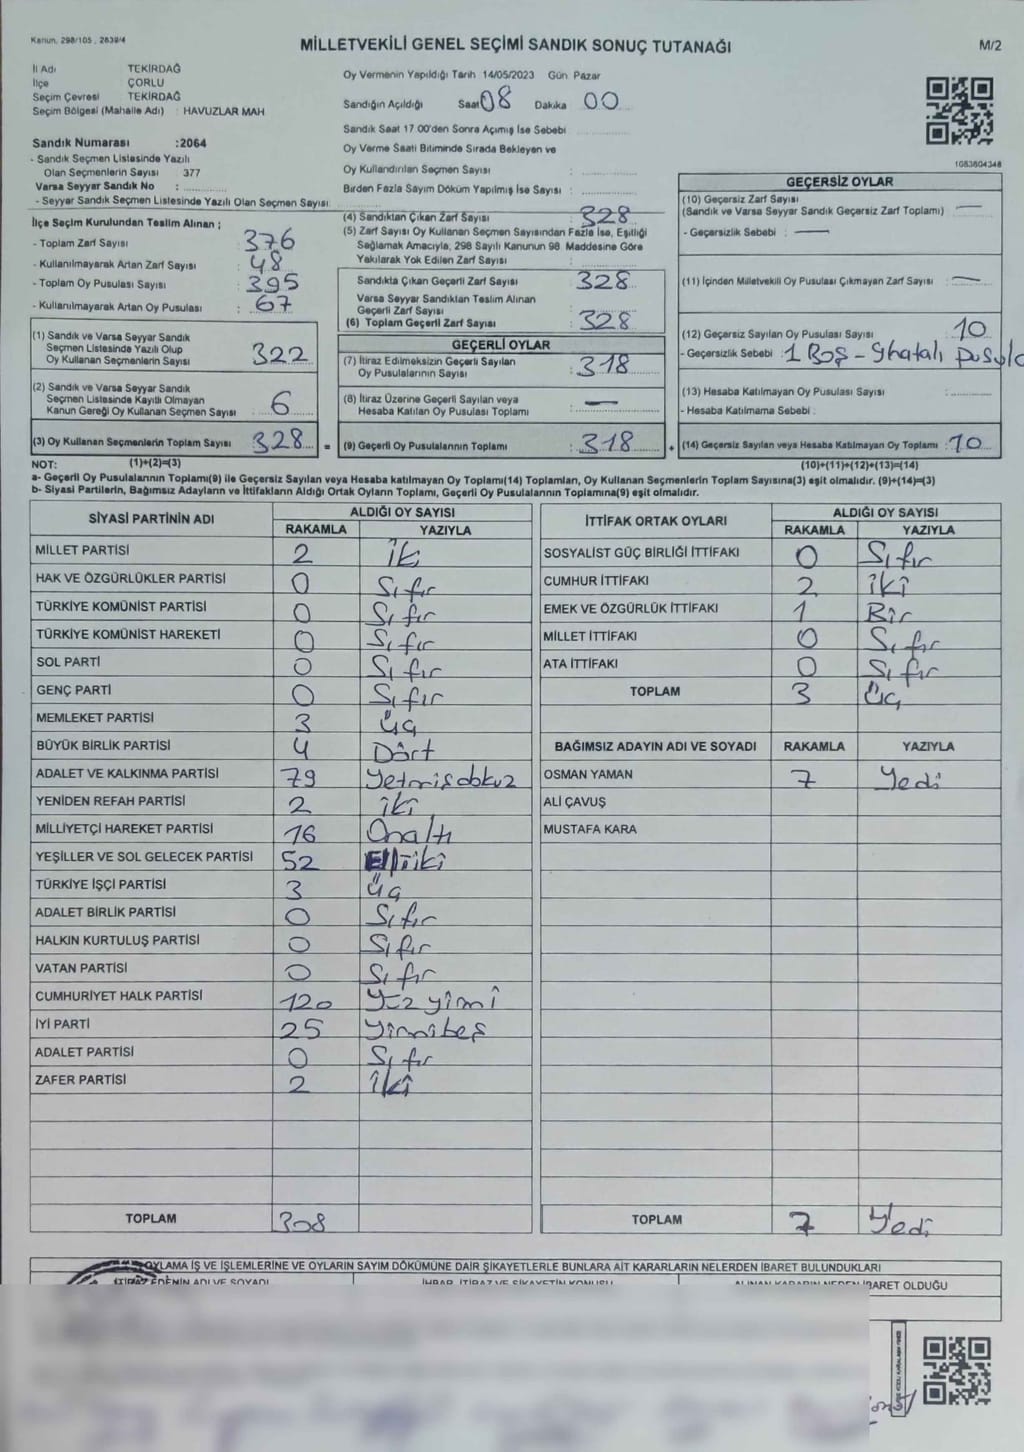 Kanun, 298/105 , 2839/4
MİLLETVEKİLİ GENEL SEÇİMİ SANDIK SONUÇ TUTANAĞI
M/2
İl Adı TEKİRDAĞ
İlçe ÇORLU
Seçim Çevresi TEKİRDAĞ
Seçim Bölgesi (Mahalle Adı) : HAVUZLAR MAH
Sandık Numarası :2064
- Sandık Seçmen Listesinde Yazılı
Olan Seçmenlerin Sayısı 377
Varsa Seyyar Sandık No :
- Seyyar Sandık Seçmen Listesinde Yazılı Olan Seçmen Sayısı
Oy Vermenin Yapıldığı Tarih 14/05/2023 Gün Pazar
Sandığın Açıldığı Saat 08 Dakika 00
Sandık Saat 17.00'den Sonra Açımış İse Sebebi
Oy Verme Saati Bitiminde Sırada Bekleyen ve
Oy Kullandırılan Seçmen Sayısı :
Birden Fazla Sayım Döküm Yapılmış İse Sayısı :
1083604348
İlçe Seçim Kurulundan Teslim Alınan ;
- Toplam Zarf Sayısı : 376
- Kullanılmayarak Artan Zarf Sayısı : 48
- Toplam Oy Pusulası Sayısı : 395
- Kullanılmayarak Artan Oy Pusulası : 67
(1) Sandık ve Varsa Seyyar Sandık
Seçmen Listesinde Yazılı Olup
Oy Kullanan Seçmenlerin Sayısı 322
(2) Sandık ve Varsa Seyyar Sandık
Seçmen Listesinde Kayıtlı Olmayan
Kanun Gereği Oy Kullanan Seçmen Sayısı 6
(3) Oy Kullanan Seçmenlerin Toplam Sayısı 328 =
(4) Sandıktan Çıkan Zarf Sayısı : 328
(5) Zarf Sayısı Oy Kullanan Seçmen Sayısından Fazla İse, Eşitliği
Sağlamak Amacıyla, 298 Sayılı Kanunun 98 Maddesine Göre
Yakılarak Yok Edilen Zarf Sayısı :
Sandıkta Çıkan Geçerli Zarf Sayısı : 328
Varsa Seyyar Sandıktan Teslim Alınan
Geçerli Zarf Sayısı :
(6) Toplam Geçerli Zarf Sayısı : 328
GEÇERLİ OYLAR
(7) İtiraz Edilmeksizin Geçerli Sayılan
Oy Pusulalarının Sayısı : 318
(8) İtiraz Üzerine Geçerli Sayılan veya
Hesaba Katılan Oy Pusulası Toplamı : —
(9) Geçerli Oy Pusulalarının Toplamı : 318 +
GEÇERSİZ OYLAR
(10) Geçersiz Zarf Sayısı
(Sandık ve Varsa Seyyar Sandık Geçersiz Zarf Toplamı) : —
- Geçersizlik Sebebi : —
(11) İçinden Milletvekili Oy Pusulası Çıkmayan Zarf Sayısı : —
(12) Geçersiz Sayılan Oy Pusulası Sayısı : 10
- Geçersizlik Sebebi : 1 Boş - 9hatalı pusula
(13) Hesaba Katılmayan Oy Pusulası Sayısı :
- Hesaba Katılmama Sebebi :
(14) Geçersiz Sayılan veya Hesaba Katılmayan Oy Toplamı : 10
NOT: (1)+(2)=(3) (10)+(11)+(12)+(13)=(14)
a- Geçerli Oy Pusulalarının Toplamı(9) ile Geçersiz Sayılan veya Hesaba katılmayan Oy Toplamı(14) Toplamları, Oy Kullanan Seçmenlerin Toplam Sayısına(3) eşit olmalıdır. (9)+(14)=(3)
b- Siyasi Partilerin, Bağımsız Adayların ve İttifakların Aldığı Ortak Oyların Toplamı, Geçerli Oy Pusulalarının Toplamına(9) eşit olmalıdır.
SİYASİ PARTİNİN ADI ALDIĞI OY SAYISI
RAKAMLA YAZIYLA
MİLLET PARTİSİ 2 İki
HAK VE ÖZGÜRLÜKLER PARTİSİ 0 Sıfır
TÜRKİYE KOMÜNİST PARTİSİ 0 Sıfır
TÜRKİYE KOMÜNİST HAREKETİ 0 Sıfır
SOL PARTİ 0 Sıfır
GENÇ PARTİ 0 Sıfır
MEMLEKET PARTİSİ 3 Üç
BÜYÜK BİRLİK PARTİSİ 4 Dört
ADALET VE KALKINMA PARTİSİ 79 Yetmişdokuz
YENİDEN REFAH PARTİSİ 2 İki
MİLLİYETÇİ HAREKET PARTİSİ 16 Onaltı
YEŞİLLER VE SOL GELECEK PARTİSİ 52 Elliiki
TÜRKİYE İŞÇİ PARTİSİ 3 Üç
ADALET BİRLİK PARTİSİ 0 Sıfır
HALKIN KURTULUŞ PARTİSİ 0 Sıfır
VATAN PARTİSİ 0 Sıfır
CUMHURİYET HALK PARTİSİ 120 Yüzyirmi
İYİ PARTİ 25 Yirmibeş
ADALET PARTİSİ 0 Sıfır
ZAFER PARTİSİ 2 İki
TOPLAM 308
İTTİFAK ORTAK OYLARI ALDIĞI OY SAYISI
RAKAMLA YAZIYLA
SOSYALİST GÜÇ BİRLİĞİ İTTİFAKI 0 Sıfır
CUMHUR İTTİFAKI 2 İki
EMEK VE ÖZGÜRLÜK İTTİFAKI 1 Bir
MİLLET İTTİFAKI 0 Sıfır
ATA İTTİFAKI 0 Sıfır
TOPLAM 3 Üç
BAĞIMSIZ ADAYIN ADI VE SOYADI RAKAMLA YAZIYLA
OSMAN YAMAN 7 Yedi
ALİ ÇAVUŞ
MUSTAFA KARA
TOPLAM 7 Yedi
OYLAMA İŞ VE İŞLEMLERİNE VE OYLARIN SAYIM DÖKÜMÜNE DAİR ŞİKAYETLERLE BUNLARA AİT KARARLARIN NELERDEN İBARET BULUNDUKLARI
İTİRAZ EDENİN ADI VE SOYADI İHBAR, İTİRAZ VE ŞİKAYETİN KONUSU ALINAN KARARIN NEDEN İBARET OLDUĞU